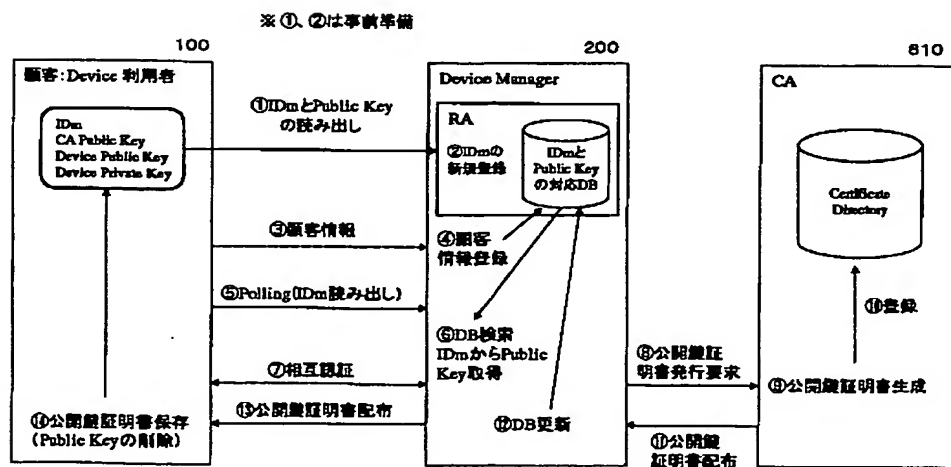 ※ ①、②は事前準備
100
顧客:Device 利用者
IDm
CA Public Key
Device Public Key
Device Private Key
①IDmとPublic Key
の読み出し
③顧客情報
⑤Polling(IDm読み出し)
⑦相互認証
⑬公開鍵証明書配布
⑭公開鍵証明書保存
(Public Keyの削除)
200
Device Manager
RA
②IDmの
新規登録
IDmと
Public Key
の対応DB
④顧客
情報登録
⑥DB検索
IDmからPublic
Key取得
⑫DB更新
⑧公開鍵証
明書発行要求
⑪公開鍵
証明書配布
610
CA
Certificate
Directory
⑩登録
⑨公開鍵証明書生成